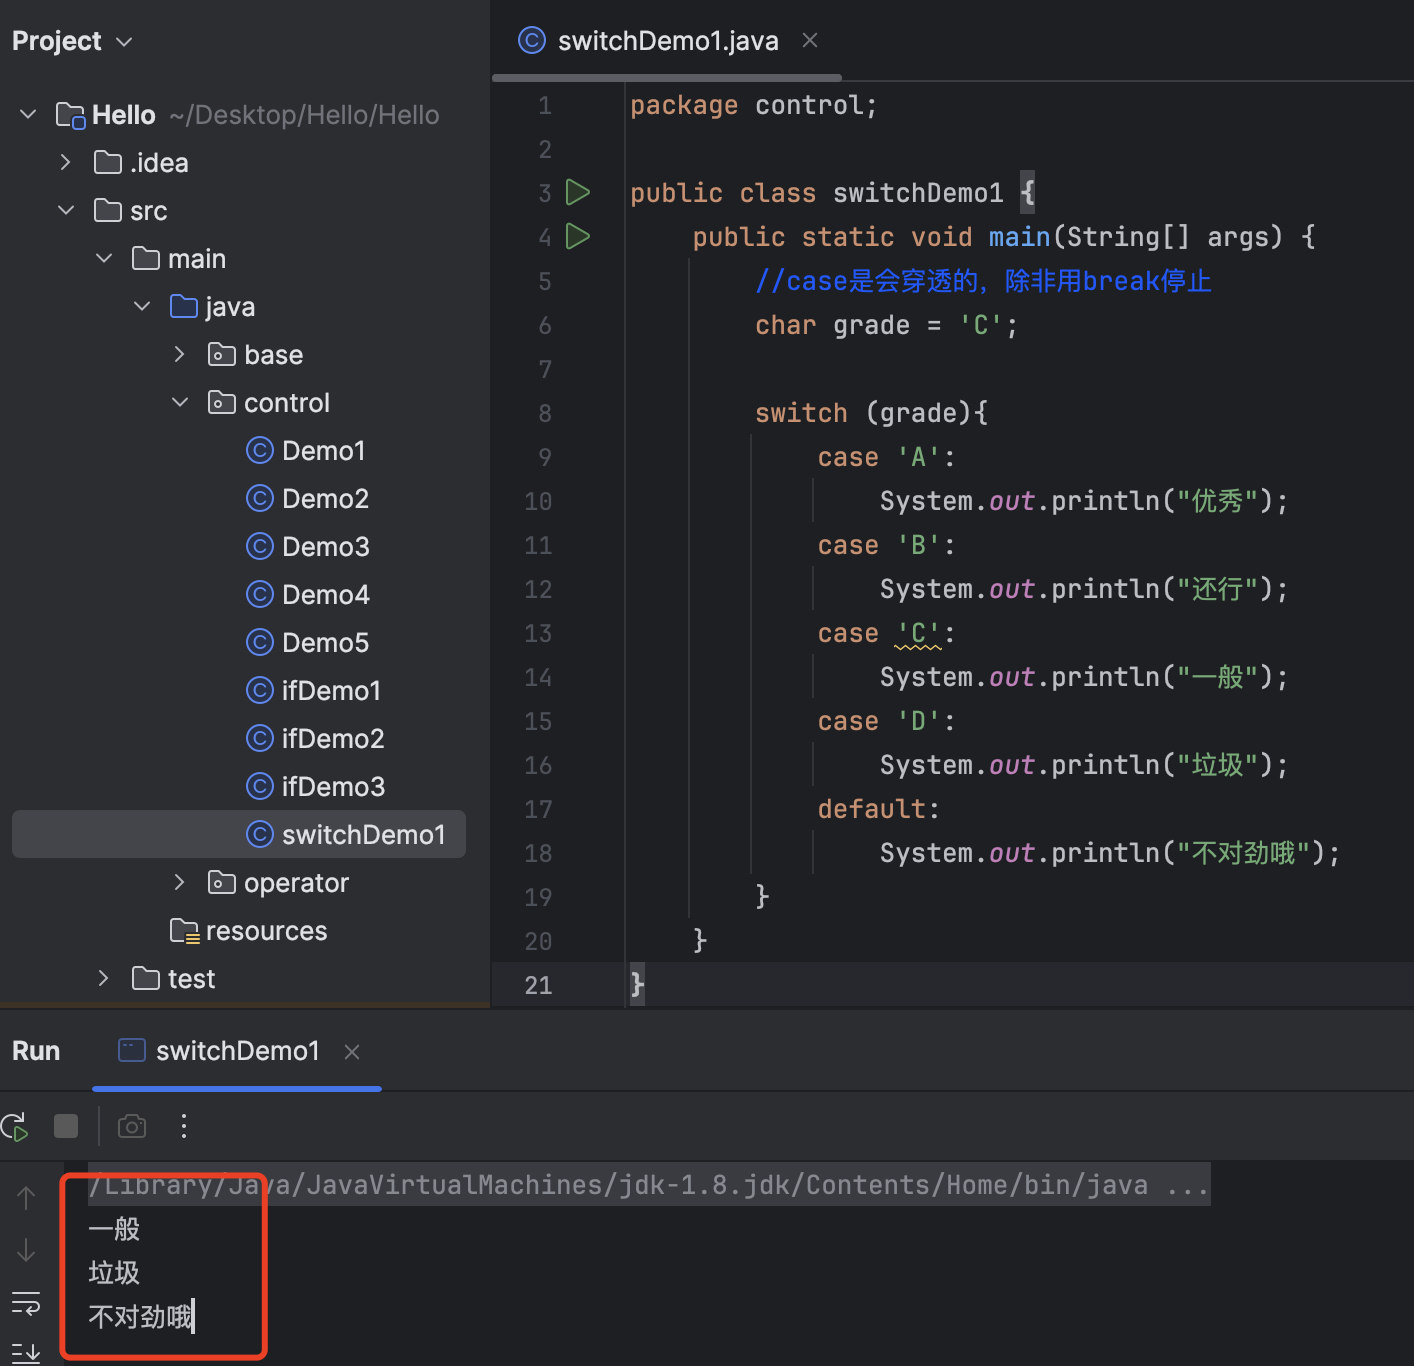 Project
Hello ~/Desktop/Hello/Hello
.idea
src
main
java
base
control
Demo1
Demo2
Demo3
Demo4
Demo5
ifDemo1
ifDemo2
ifDemo3
switchDemo1
operator
resources
test
switchDemo1.java
1 package control;
2
3 public class switchDemo1 {
4 public static void main(String[] args) {
5 //case是会穿透的，除非用break停止
6 char grade = 'C';
7
8 switch (grade){
9 case 'A':
10 System.out.println("优秀");
11 case 'B':
12 System.out.println("还行");
13 case 'C':
14 System.out.println("一般");
15 case 'D':
16 System.out.println("垃圾");
17 default:
18 System.out.println("不对劲哦");
19 }
20 }
21 }
Run switchDemo1
/Library/Java/JavaVirtualMachines/jdk-1.8.jdk/Contents/Home/bin/java ...
一般
垃圾
不对劲哦